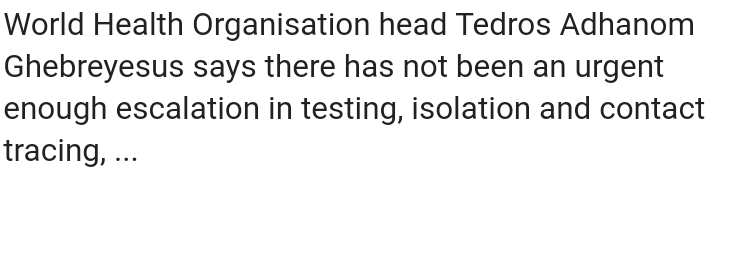 World Health Organisation head Tedros Adhanom
Ghebreyesus says there has not been an urgent
enough escalation in testing, isolation and contact
tracing, ...